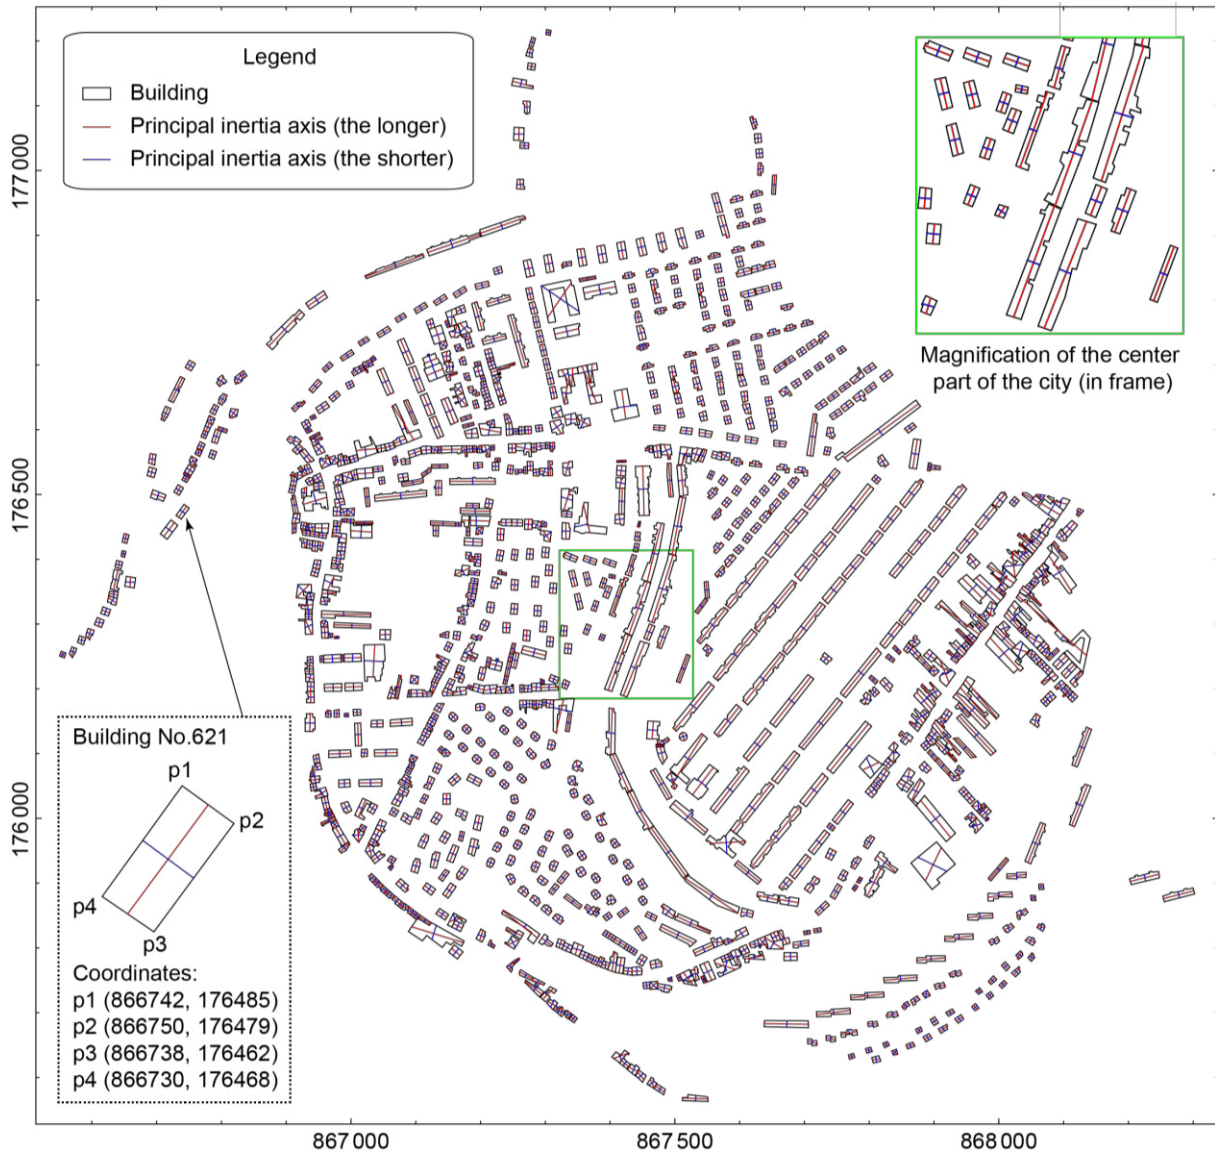 Legend
Building
Principal inertia axis (the longer)
Principal inertia axis (the shorter)
Magnification of the center
part of the city (in frame)
177 000
176 500
176 000
Building No.621
p1
p2
p4
p3
Coordinates:
p1 (866742, 176485)
p2 (866750, 176479)
p3 (866738, 176462)
p4 (866730, 176468)
867 000
867 500
868 000